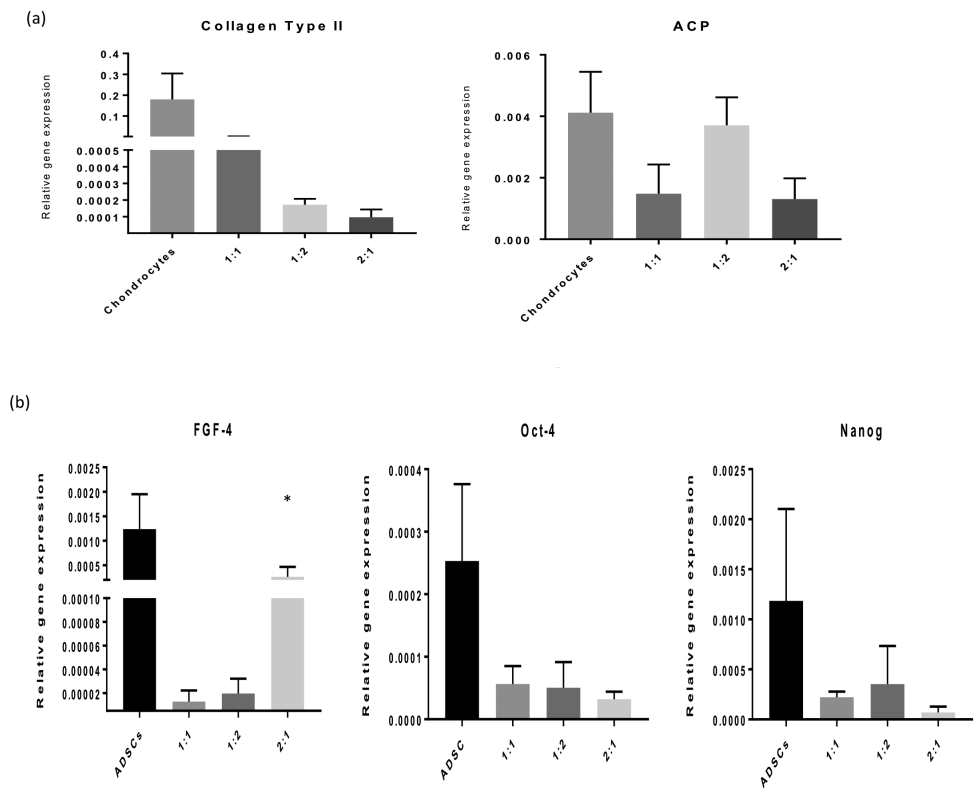 (a)
Collagen Type II
Relative gene expression
0.4
0.3
0.2
0.1
0.0005
0.0004
0.0003
0.0002
0.0001
Chondrocytes
1:1
1:2
2:1
ACP
Relative gene expression
0.006
0.004
0.002
0.000
Chondrocytes
1:1
1:2
2:1
(b)
FGF-4
Relative gene expression
0.0025
0.0020
0.0015
0.0010
0.0005
0.00010
0.00008
0.00006
0.00004
0.00002
*
ADSCs
1:1
1:2
2:1
Oct-4
Relative gene expression
0.0004
0.0003
0.0002
0.0001
0.0000
ADSC
1:1
1:2
2:1
Nanog
Relative gene expression
0.0025
0.0020
0.0015
0.0010
0.0005
0.0000
ADSCs
1:1
1:2
2:1